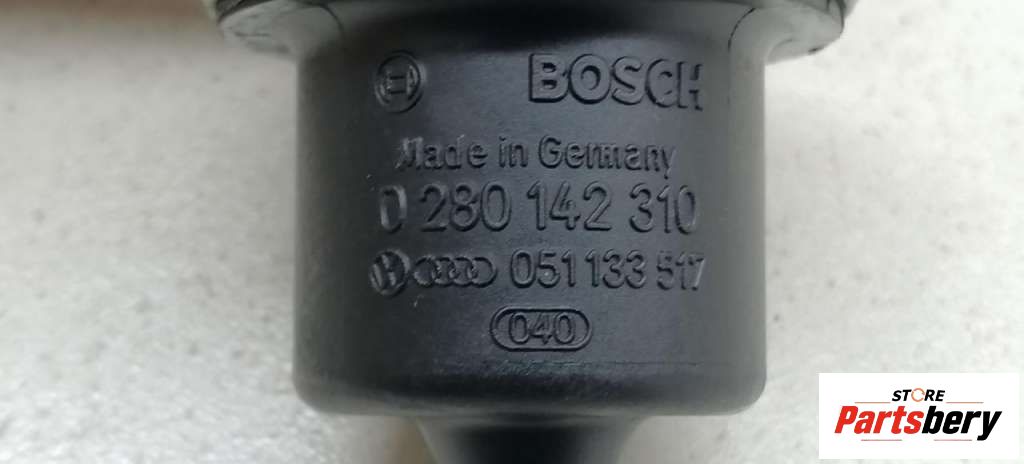 BOSCH
Made in Germany
0 280 142 310
051 133 517
040
STORE
Partsbery